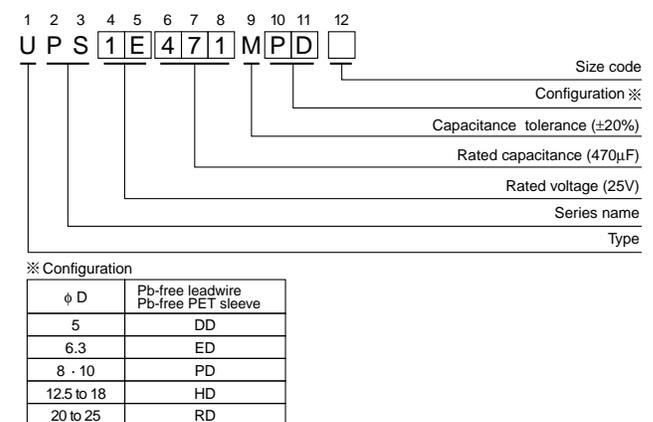 1 2 3 4 5 6 7 8 9 10 11 12
U P S 1 E 4 7 1 M P D
Size code
Configuration ※
Capacitance tolerance (±20%)
Rated capacitance (470μF)
Rated voltage (25V)
Series name
Type
※ Configuration
ϕ D Pb-free leadwire
Pb-free PET sleeve
5 DD
6.3 ED
8 · 10 PD
12.5 to 18 HD
20 to 25 RD